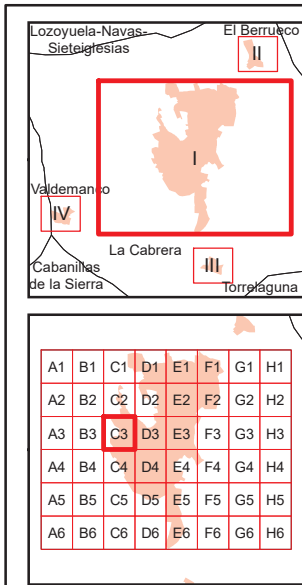 Lozoyuela-Navas-
Sieteiglesias
El Berrueco
II
I
Valdemanco
IV
La Cabrera
III
Cabanillas
de la Sierra
Torrelaguna
A1 B1 C1 D1 E1 F1 G1 H1
A2 B2 C2 D2 E2 F2 G2 H2
A3 B3 C3 D3 E3 F3 G3 H3
A4 B4 C4 D4 E4 F4 G4 H4
A5 B5 C5 D5 E5 F5 G5 H5
A6 B6 C6 D6 E6 F6 G6 H6